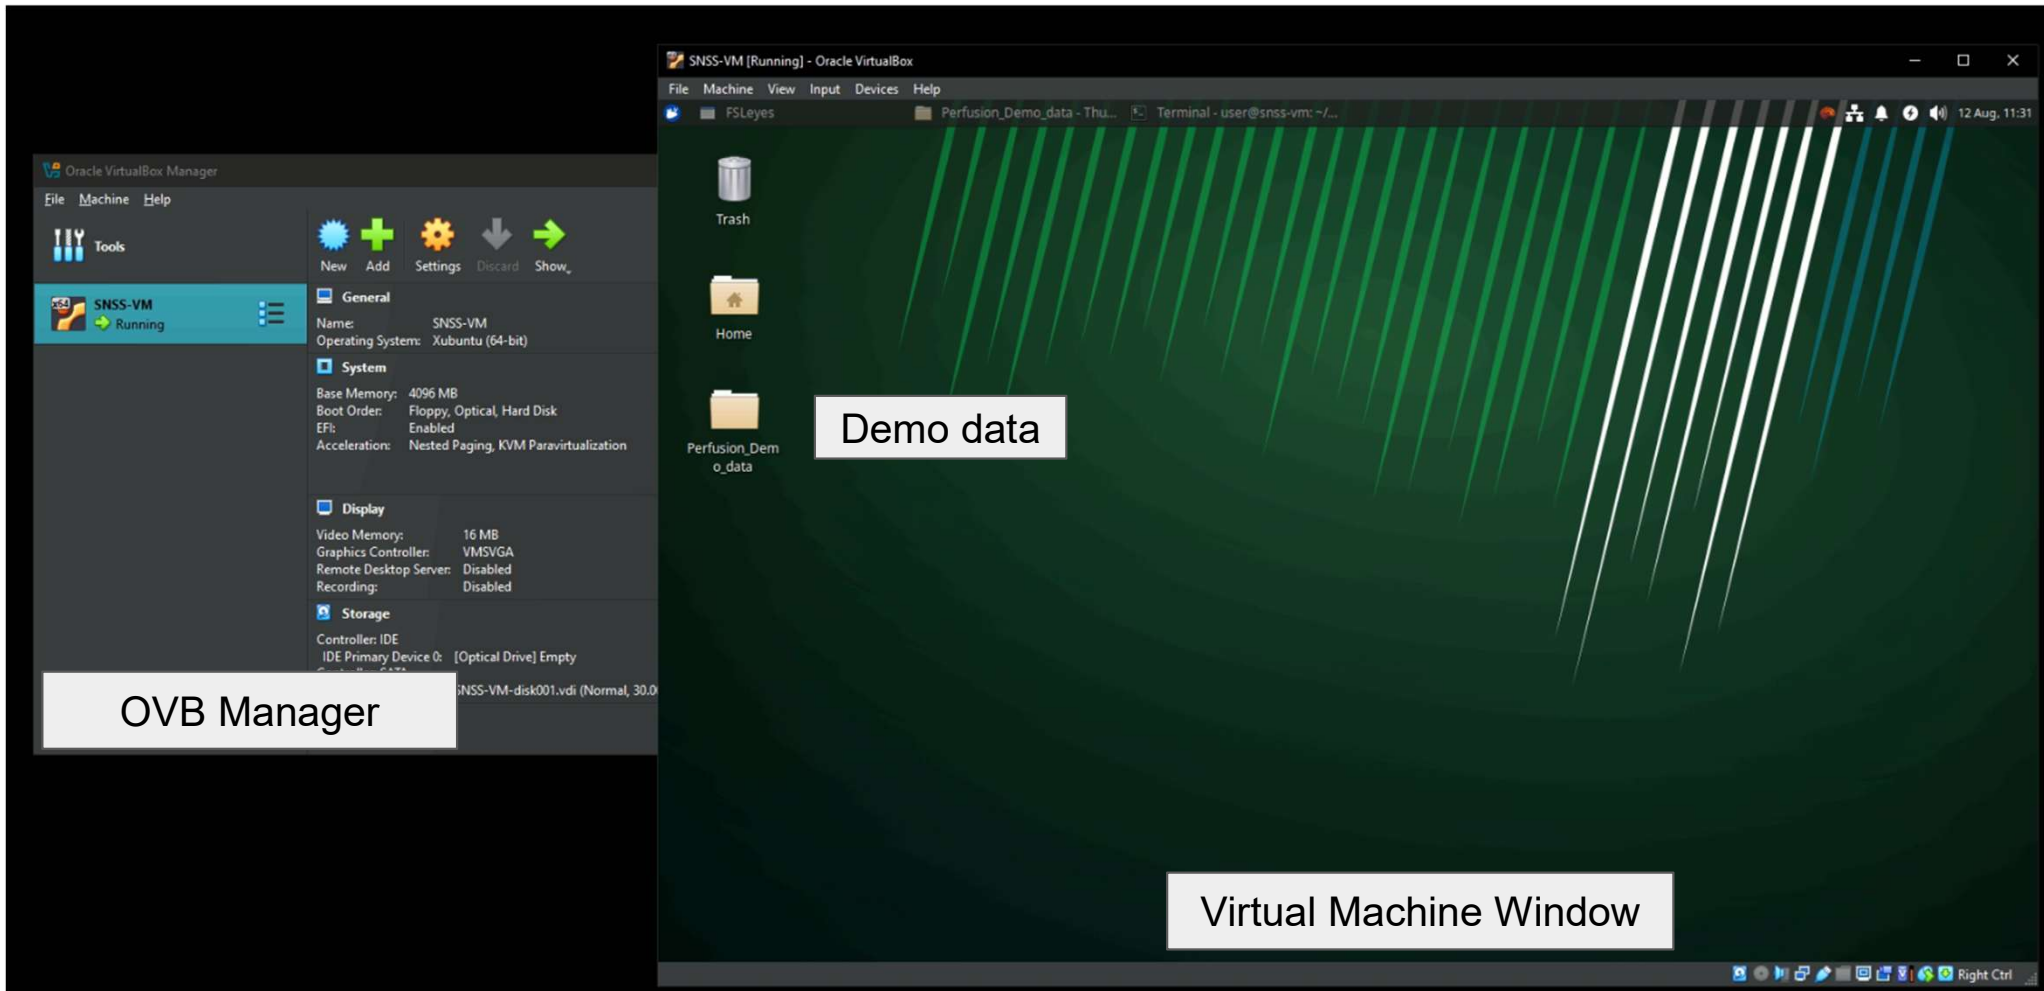 SNSS-VM [Running] - Oracle VirtualBox
File Machine View Input Devices Help
FSLeyes
Perfusion_Demo_data - Thu...
Terminal - user@snss-vm: ~/...
12 Aug, 11:31
Trash
Home
Perfusion_Dem
o_data
Demo data
Virtual Machine Window
Right Ctrl
Oracle VirtualBox Manager
File Machine Help
Tools
New Add Settings Discard Show
x64
SNSS-VM
Running
General
Name: SNSS-VM
Operating System: Xubuntu (64-bit)
System
Base Memory: 4096 MB
Boot Order: Floppy, Optical, Hard Disk
EFI: Enabled
Acceleration: Nested Paging, KVM Paravirtualization
Display
Video Memory: 16 MB
Graphics Controller: VMSVGA
Remote Desktop Server: Disabled
Recording: Disabled
Storage
Controller: IDE
IDE Primary Device 0: [Optical Drive] Empty
SNSS-VM-disk001.vdi (Normal, 30.0
OVB Manager